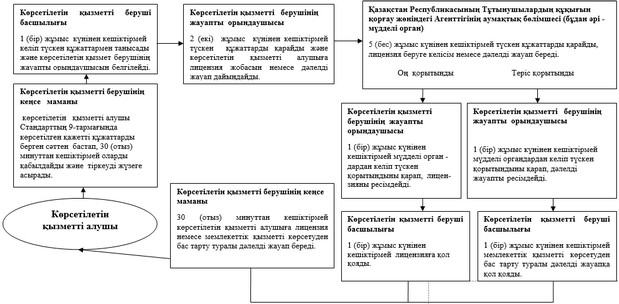 Көрсетілетін қызметті беруші
басшылығы
1 (бір) жұмыс күнінен кешіктірмей
келіп түскен құжаттармен танысады
және көрсетілетін қызмет берушінің
жауапты орындаушысын белгілейді.
Көрсетілетін қызметті берушінің
жауапты орындаушысы
2 (екі) жұмыс күнінен кешіктірмей
түскен құжаттарды қарайды және
көрсетілетін қызметті алушыға
лицензия жобасын немесе дәлелді
жауап дайындайды.
Қазақстан Республикасының Тұтынушылардың құқығын
қорғау жөніндегі Агенттігінің аумақтық бөлімшесі (бұдан әрі -
мүдделі орган)
5 (бес) жұмыс күнінен кешіктірмей түскен құжаттарды қарайды,
лицензия беруге келісім немесе дәлелді жауап береді.
Оң қорытынды Теріс қорытынды
Көрсетілетін қызметті берушінің
кеңсе маманы
көрсетілетін қызметті алушы
Стандарттың 9-тармағында
көрсетілген қажетті құжаттарды
берген сәттен бастап, 30 (отыз)
минуттан кешіктірмей оларды
қабылдайды және тіркеуді жүзеге
асырады.
Көрсетілетін қызметті
берушінің жауапты
орындаушысы
1 (бір) жұмыс күнінен
кешіктірмей мүдделі орган -
дардан келіп түскен
қорытындыны қарап, лицен-
зияны ресімдейді.
Көрсетілетін қызметті берушінің
жауапты орындаушысы
1 (бір) жұмыс күнінен кешіктірмей
мүдделі органдардан келіп түскен
қорытындыны қарап, дәлелді
жауапты ресімдейді.
Көрсетілетін
қызметті алушы
Көрсетілетін қызметті берушінің кеңсе
маманы
30 (отыз) минуттан кешіктірмей
көрсетілетін қызметті алушыға лицензия
немесе мемлекеттік қызметті көрсетуден
бас тарту туралы дәлелді жауап береді.
Көрсетілетін қызметті беруші
басшылығы
1 (бір) жұмыс күнінен
кешіктірмей лицензияға қол
қояды.
Көрсетілетін қызметті беруші
басшылығы
1 (бір) жұмыс күнінен кешіктірмей
мемлекеттік қызметті көрсетуден
бас тарту туралы дәлелді жауапқа
қол қояды.